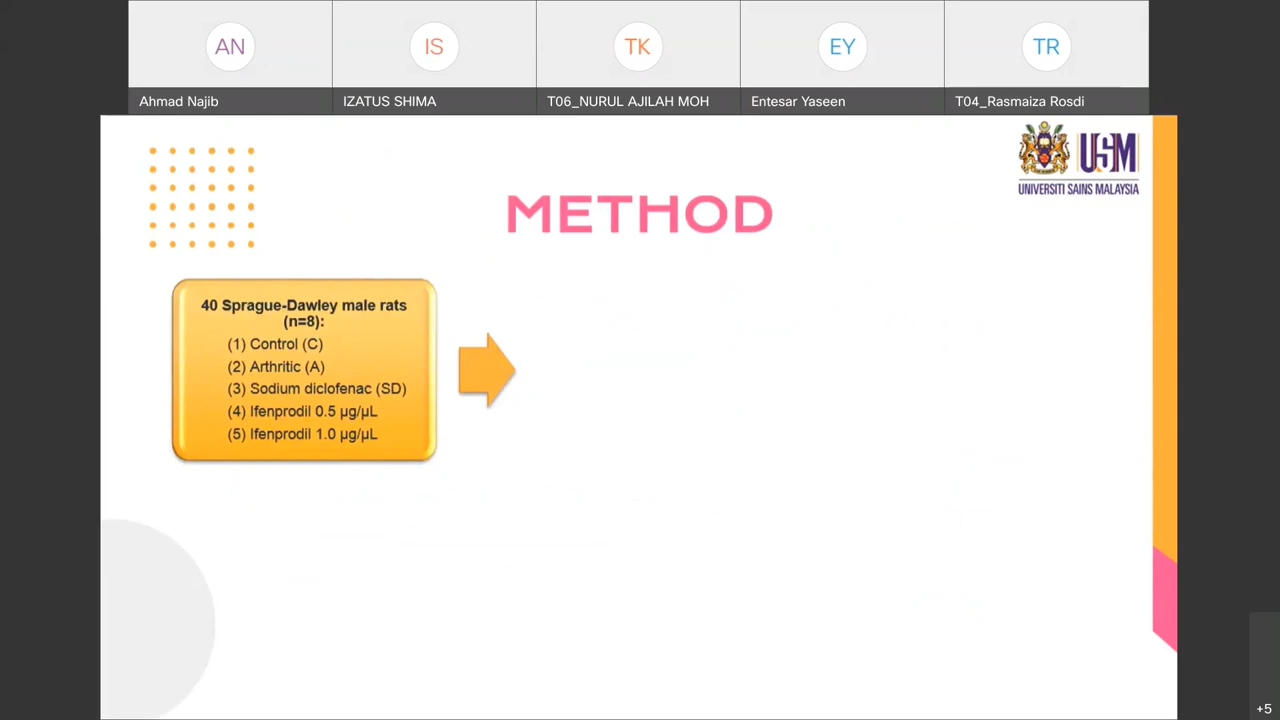 AN
IS
TK
EY
TR
Ahmad Najib
IZATUS SHIMA
T06_NURUL AJILAH MOH
Entesar Yaseen
T04_Rasmaiza Rosdi
USM
UNIVERSITI SAINS MALAYSIA
METHOD
40 Sprague-Dawley male rats
(n=8):
(1) Control (C)
(2) Arthritic (A)
(3) Sodium diclofenac (SD)
(4) Ifenprodil 0.5 µg/µL
(5) Ifenprodil 1.0 µg/µL
+5